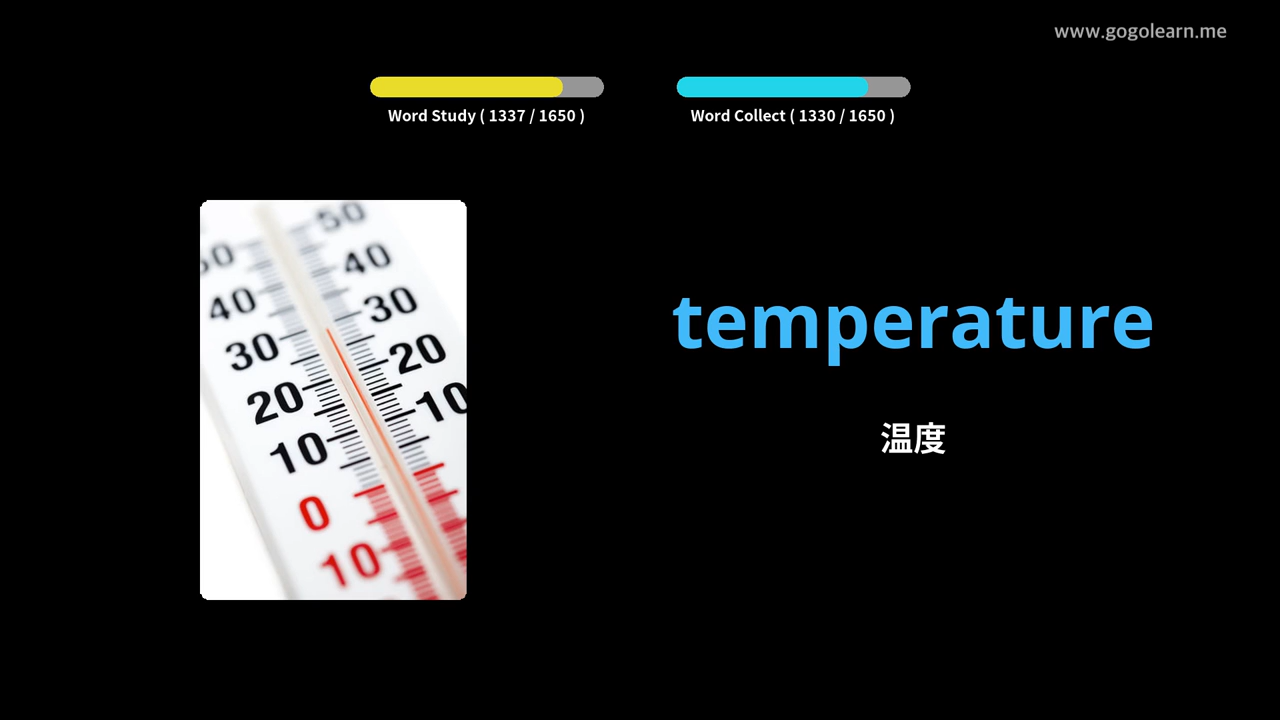 www.gogolearn.me
Word Study ( 1337 / 1650 )
Word Collect ( 1330 / 1650 )
50
40
40
30
30
20
20
10
10
0
10
temperature
温度